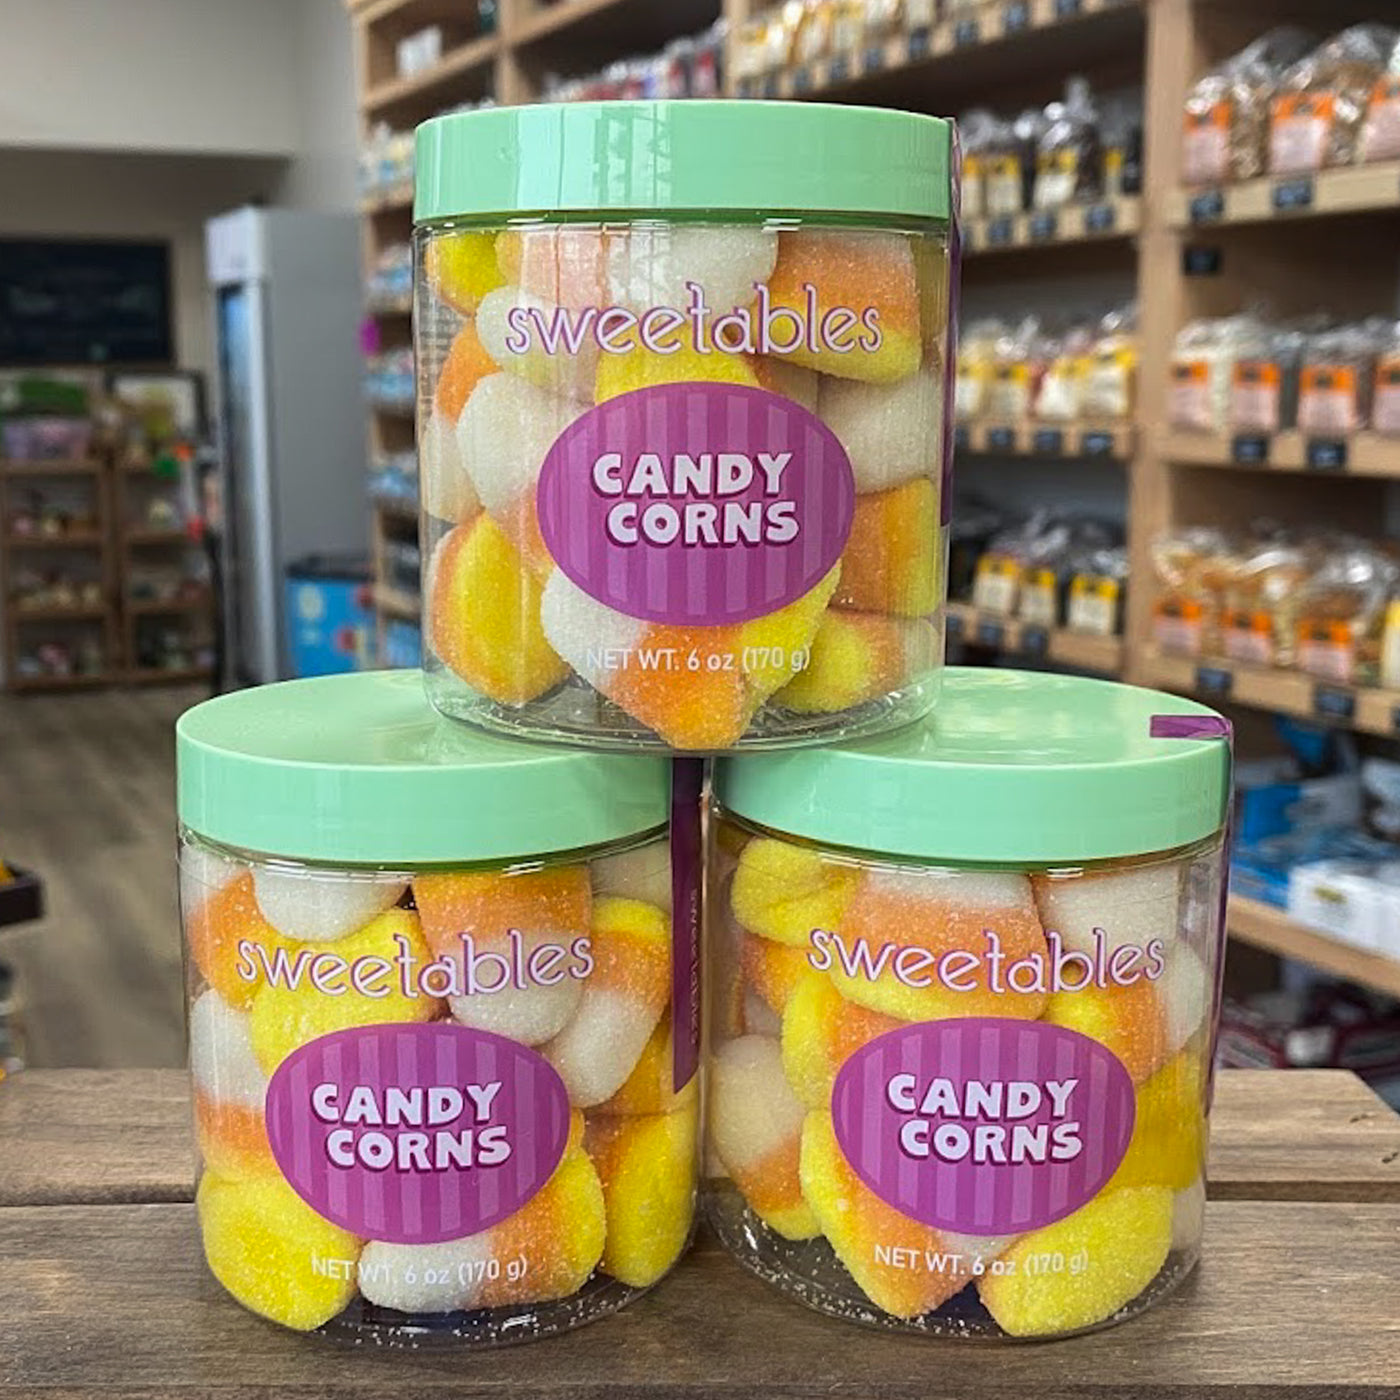 sweetables
CANDY
CORNS
NET WT. 6 oz (170 g)
sweetables
CANDY
CORNS
NET WT. 6 oz (170 g)
sweetables
CANDY
CORNS
NET WT. 6 oz (170 g)